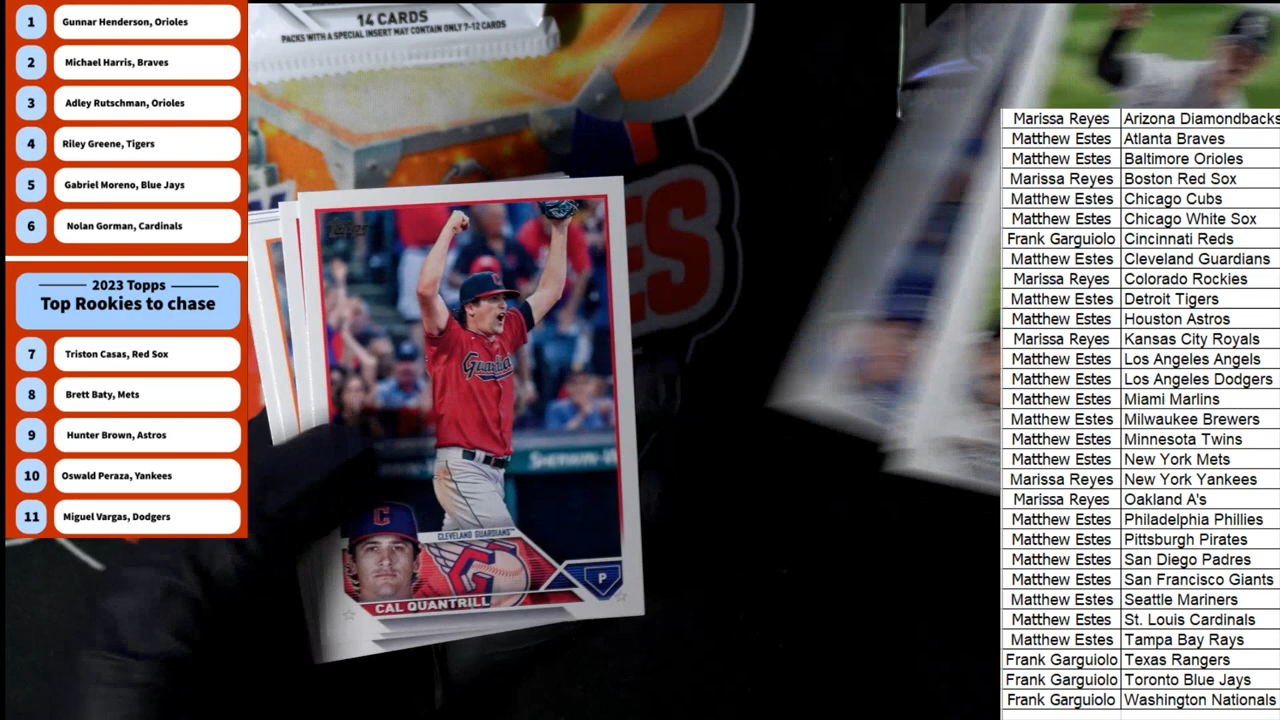 1 Gunnar Henderson, Orioles
2 Michael Harris, Braves
3 Adley Rutschman, Orioles
4 Riley Greene, Tigers
5 Gabriel Moreno, Blue Jays
6 Nolan Gorman, Cardinals
2023 Topps
Top Rookies to chase
7 Triston Casas, Red Sox
8 Brett Baty, Mets
9 Hunter Brown, Astros
10 Oswald Peraza, Yankees
11 Miguel Vargas, Dodgers
14 CARDS
PACKS WITH A SPECIAL INSERT MAY CONTAIN ONLY 7-12 CARDS
ES
Topps
C
Guardians
C
CLEVELAND GUARDIANS™
P
CAL QUANTRILL
Marissa Reyes Arizona Diamondbacks
Matthew Estes Atlanta Braves
Matthew Estes Baltimore Orioles
Marissa Reyes Boston Red Sox
Matthew Estes Chicago Cubs
Matthew Estes Chicago White Sox
Frank Garguiolo Cincinnati Reds
Matthew Estes Cleveland Guardians
Marissa Reyes Colorado Rockies
Matthew Estes Detroit Tigers
Matthew Estes Houston Astros
Marissa Reyes Kansas City Royals
Matthew Estes Los Angeles Angels
Matthew Estes Los Angeles Dodgers
Matthew Estes Miami Marlins
Matthew Estes Milwaukee Brewers
Matthew Estes Minnesota Twins
Matthew Estes New York Mets
Marissa Reyes New York Yankees
Marissa Reyes Oakland A's
Matthew Estes Philadelphia Phillies
Matthew Estes Pittsburgh Pirates
Matthew Estes San Diego Padres
Matthew Estes San Francisco Giants
Matthew Estes Seattle Mariners
Matthew Estes St. Louis Cardinals
Matthew Estes Tampa Bay Rays
Frank Garguiolo Texas Rangers
Frank Garguiolo Toronto Blue Jays
Frank Garguiolo Washington Nationals